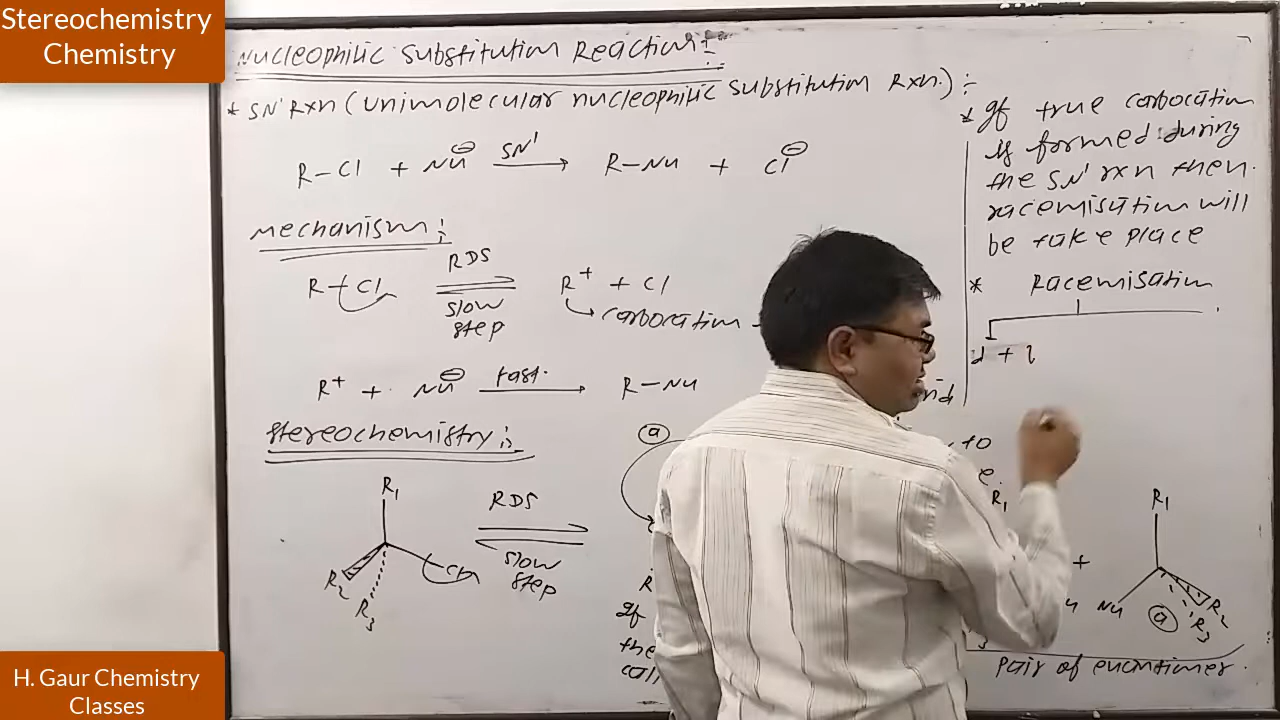 Stereochemistry
Chemistry
Nucleophilic Substitution Reaction:-
* SN¹ Rxn (Unimolecular nucleophilic substitution Rxn.) :-
R-Cl + Nu⊖ SN¹ → R-Nu + Cl⊖
mechanism:-
R-Cl RDS slow step R⁺ + Cl
carbocation
R⁺ + Nu⊖ fast. → R-Nu
Stereochemistry:-
R₁
R₂
R₃
Cl
RDS
slow
step
a
If
the
to
e.
R₁
+
R₁
Nu
a
R₂
R₃
Pair of enantiomer.
* If true carbocation
is formed during
the SN¹ rxn then.
racemisation will
be take place
* Racemisation
d + l
H. Gaur Chemistry
Classes